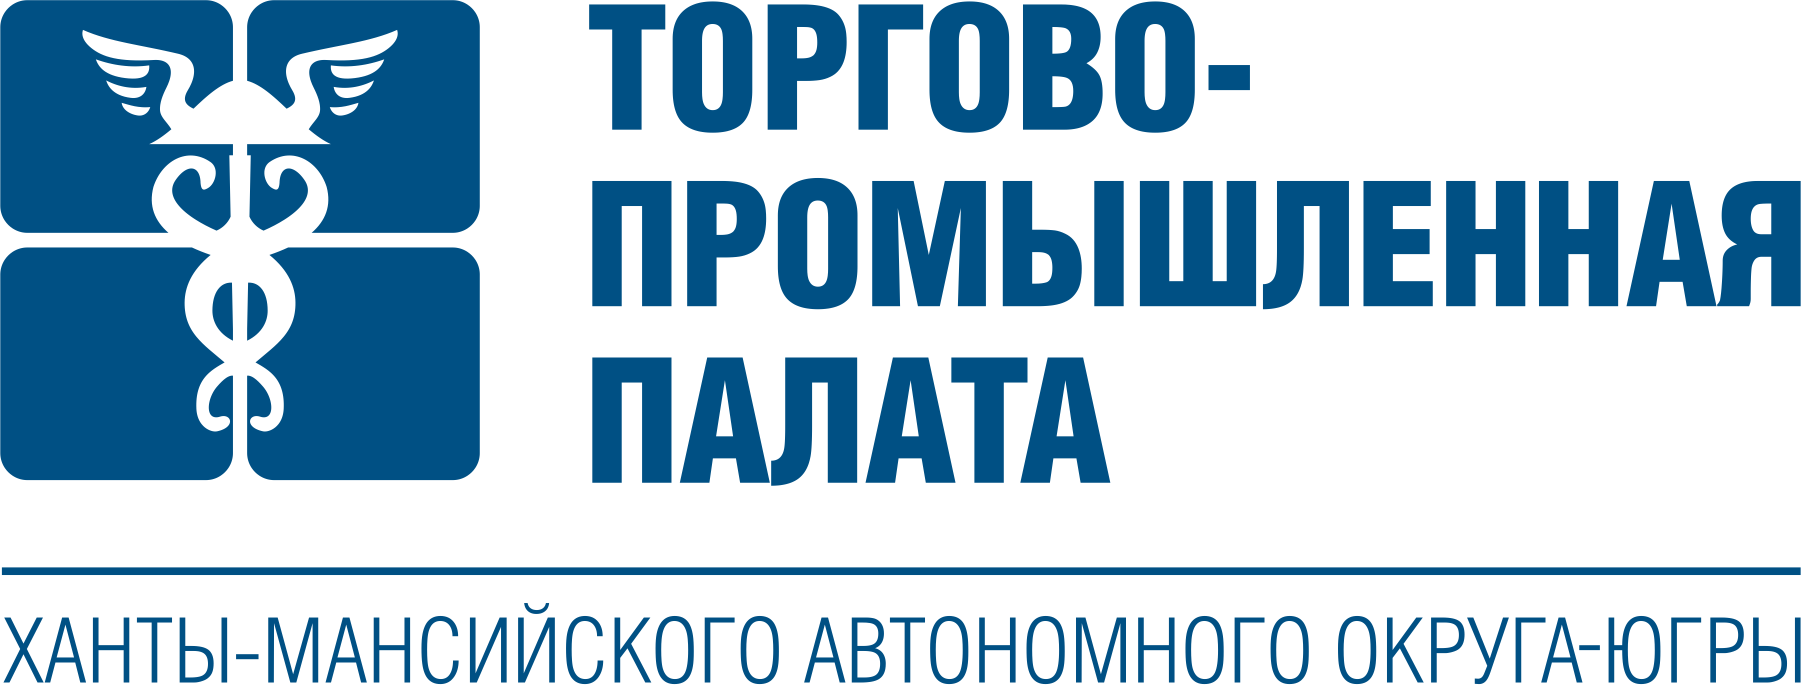 ТОРГОВО-
ПРОМЫШЛЕННАЯ
ПАЛАТА
ХАНТЫ-МАНСИЙСКОГО АВТОНОМНОГО ОКРУГА-ЮГРЫ